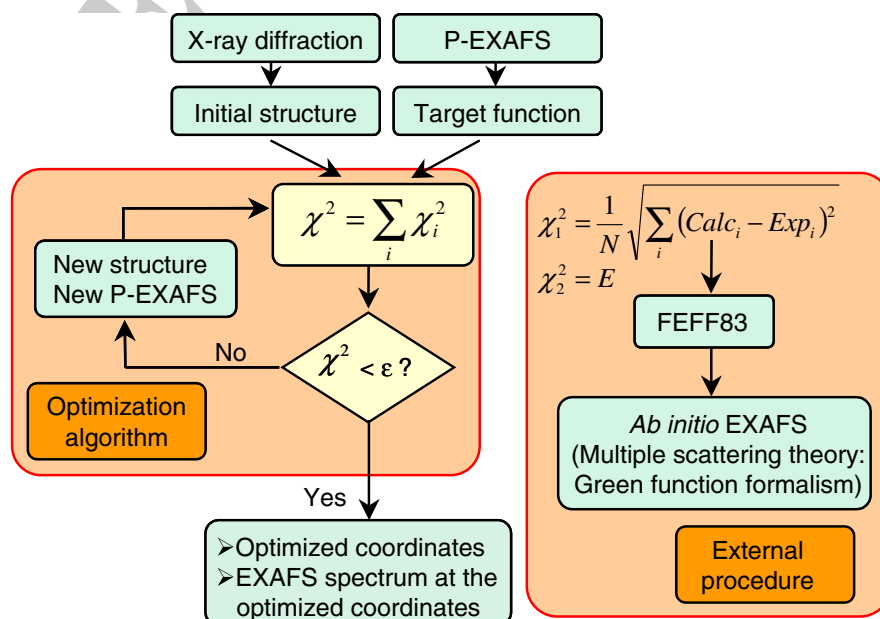 X-ray diffraction
P-EXAFS
Initial structure
Target function
χ² = ∑ᵢ χᵢ²
New structure
New P-EXAFS
No
χ² < ε ?
Optimization
algorithm
Yes
➢Optimized coordinates
➢EXAFS spectrum at the
optimized coordinates
χ₁² = 1/N √∑ᵢ (Calcᵢ − Expᵢ)²
χ₂² = E
FEFF83
Ab initio EXAFS
(Multiple scattering theory:
Green function formalism)
External
procedure